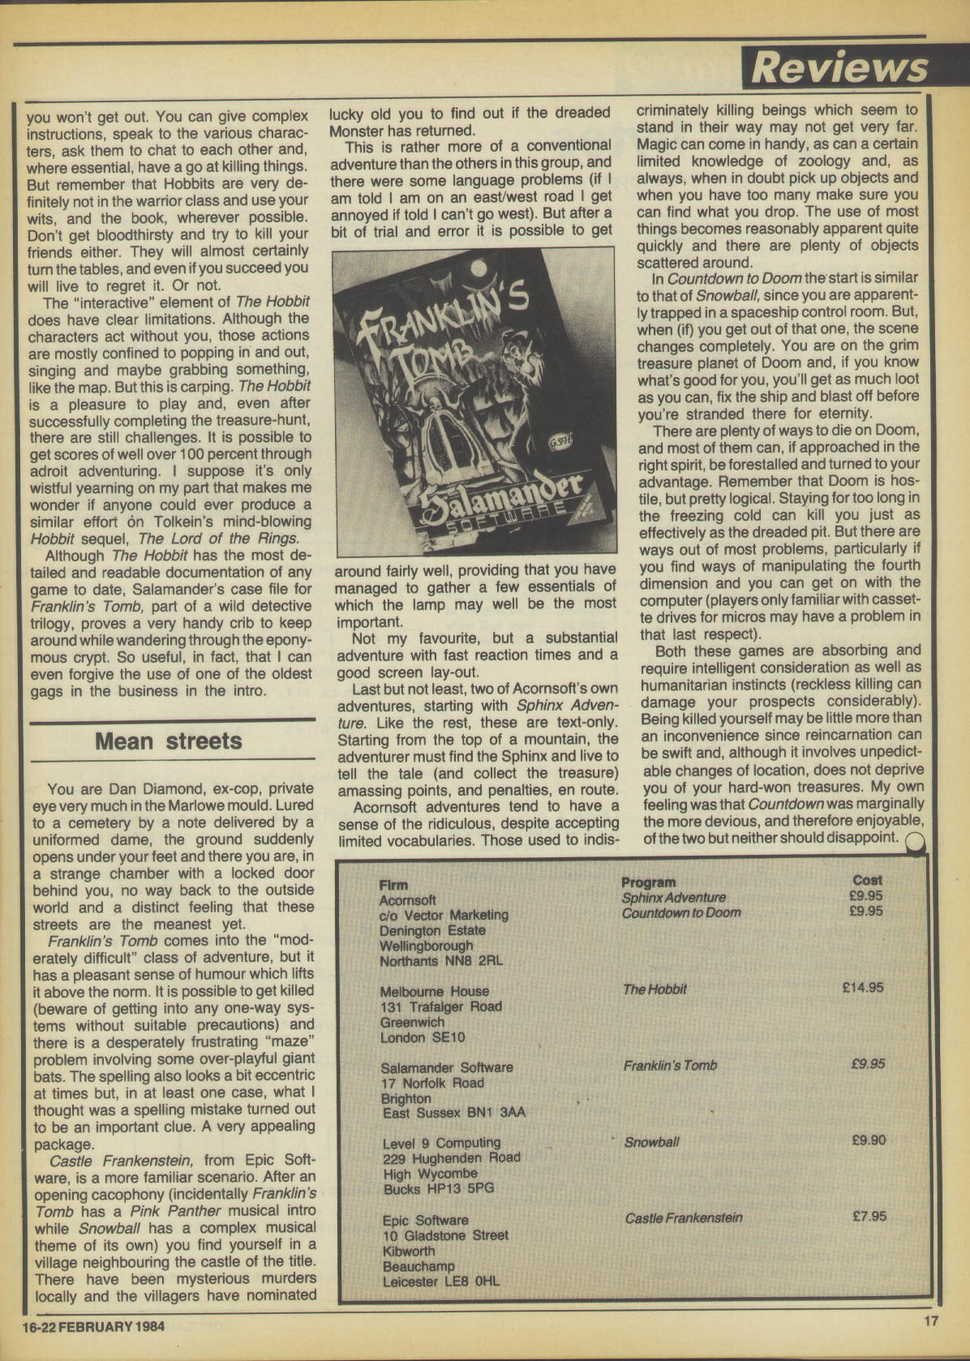 Reviews
you won't get out. You can give complex
instructions, speak to the various charac-
ters, ask them to chat to each other and,
where essential, have a go at killing things.
But remember that Hobbits are very de-
finitely not in the warrior class and use your
wits, and the book, wherever possible.
Don't get bloodthirsty and try to kill your
friends either. They will almost certainly
turn the tables, and even if you succeed you
will live to regret it. Or not.
The "interactive" element of The Hobbit
does have clear limitations. Although the
characters act without you, those actions
are mostly confined to popping in and out,
singing and maybe grabbing something,
like the map. But this is carping. The Hobbit
is a pleasure to play and, even after
successfully completing the treasure-hunt,
there are still challenges. It is possible to
get scores of well over 100 percent through
adroit adventuring. I suppose it's only
wistful yearning on my part that makes me
wonder if anyone could ever produce a
similar effort ón Tolkein's mind-blowing
Hobbit sequel, The Lord of the Rings.
Although The Hobbit has the most de-
tailed and readable documentation of any
game to date, Salamander's case file for
Franklin's Tomb, part of a wild detective
trilogy, proves a very handy crib to keep
around while wandering through the epony-
mous crypt. So useful, in fact, that I can
even forgive the use of one of the oldest
gags in the business in the intro.
Mean streets
You are Dan Diamond, ex-cop, private
eye very much in the Marlowe mould. Lured
to a cemetery by a note delivered by a
uniformed dame, the ground suddenly
opens under your feet and there you are, in
a strange chamber with a locked door
behind you, no way back to the outside
world and a distinct feeling that these
streets are the meanest yet.
Franklin's Tomb comes into the "mod-
erately difficult" class of adventure, but it
has a pleasant sense of humour which lifts
it above the norm. It is possible to get killed
(beware of getting into any one-way sys-
tems without suitable precautions) and
there is a desperately frustrating "maze"
problem involving some over-playful giant
bats. The spelling also looks a bit eccentric
at times but, in at least one case, what I
thought was a spelling mistake turned out
to be an important clue. A very appealing
package.
Castle Frankenstein, from Epic Soft-
ware, is a more familiar scenario. After an
opening cacophony (incidentally Franklin's
Tomb has a Pink Panther musical intro
while Snowball has a complex musical
theme of its own) you find yourself in a
village neighbouring the castle of the title.
There have been mysterious murders
locally and the villagers have nominated
lucky old you to find out if the dreaded
Monster has returned.
This is rather more of a conventional
adventure than the others in this group, and
there were some language problems (if I
am told I am on an east/west road I get
annoyed if told I can't go west). But after a
bit of trial and error it is possible to get
FRANKLIN'S
TOMB
Salamander
SOFTWARE
around fairly well, providing that you have
managed to gather a few essentials of
which the lamp may well be the most
important.
Not my favourite, but a substantial
adventure with fast reaction times and a
good screen lay-out.
Last but not least, two of Acornsoft's own
adventures, starting with Sphinx Adven-
ture. Like the rest, these are text-only.
Starting from the top of a mountain, the
adventurer must find the Sphinx and live to
tell the tale (and collect the treasure)
amassing points, and penalties, en route.
Acornsoft adventures tend to have a
sense of the ridiculous, despite accepting
limited vocabularies. Those used to indis-
criminately killing beings which seem to
stand in their way may not get very far.
Magic can come in handy, as can a certain
limited knowledge of zoology and, as
always, when in doubt pick up objects and
when you have too many make sure you
can find what you drop. The use of most
things becomes reasonably apparent quite
quickly and there are plenty of objects
scattered around.
In Countdown to Doom the start is similar
to that of Snowball, since you are apparent-
ly trapped in a spaceship control room. But,
when (if) you get out of that one, the scene
changes completely. You are on the grim
treasure planet of Doom and, if you know
what's good for you, you'll get as much loot
as you can, fix the ship and blast off before
you're stranded there for eternity.
There are plenty of ways to die on Doom,
and most of them can, if approached in the
right spirit, be forestalled and turned to your
advantage. Remember that Doom is hos-
tile, but pretty logical. Staying for too long in
the freezing cold can kill you just as
effectively as the dreaded pit. But there are
ways out of most problems, particularly if
you find ways of manipulating the fourth
dimension and you can get on with the
computer (players only familiar with casset-
te drives for micros may have a problem in
that last respect).
Both these games are absorbing and
require intelligent consideration as well as
humanitarian instincts (reckless killing can
damage your prospects considerably).
Being killed yourself may be little more than
an inconvenience since reincarnation can
be swift and, although it involves unpedict-
able changes of location, does not deprive
you of your hard-won treasures. My own
feeling was that Countdown was marginally
the more devious, and therefore enjoyable,
of the two but neither should disappoint.
Firm Program Cost
Acornsoft Sphinx Adventure £9.95
c/o Vector Marketing Countdown to Doom £9.95
Denington Estate
Wellingborough
Northants NN8 2RL
Melbourne House The Hobbit £14.95
131 Trafalger Road
Greenwich
London SE10
Salamander Software Franklin's Tomb £9.95
17 Norfolk Road
Brighton
East Sussex BN1 3AA
Level 9 Computing Snowball £9.90
229 Hughenden Road
High Wycombe
Bucks HP13 5PG
Epic Software Castle Frankenstein £7.95
10 Gladstone Street
Kibworth
Beauchamp
Leicester LE8 0HL
16-22 FEBRUARY 1984 17